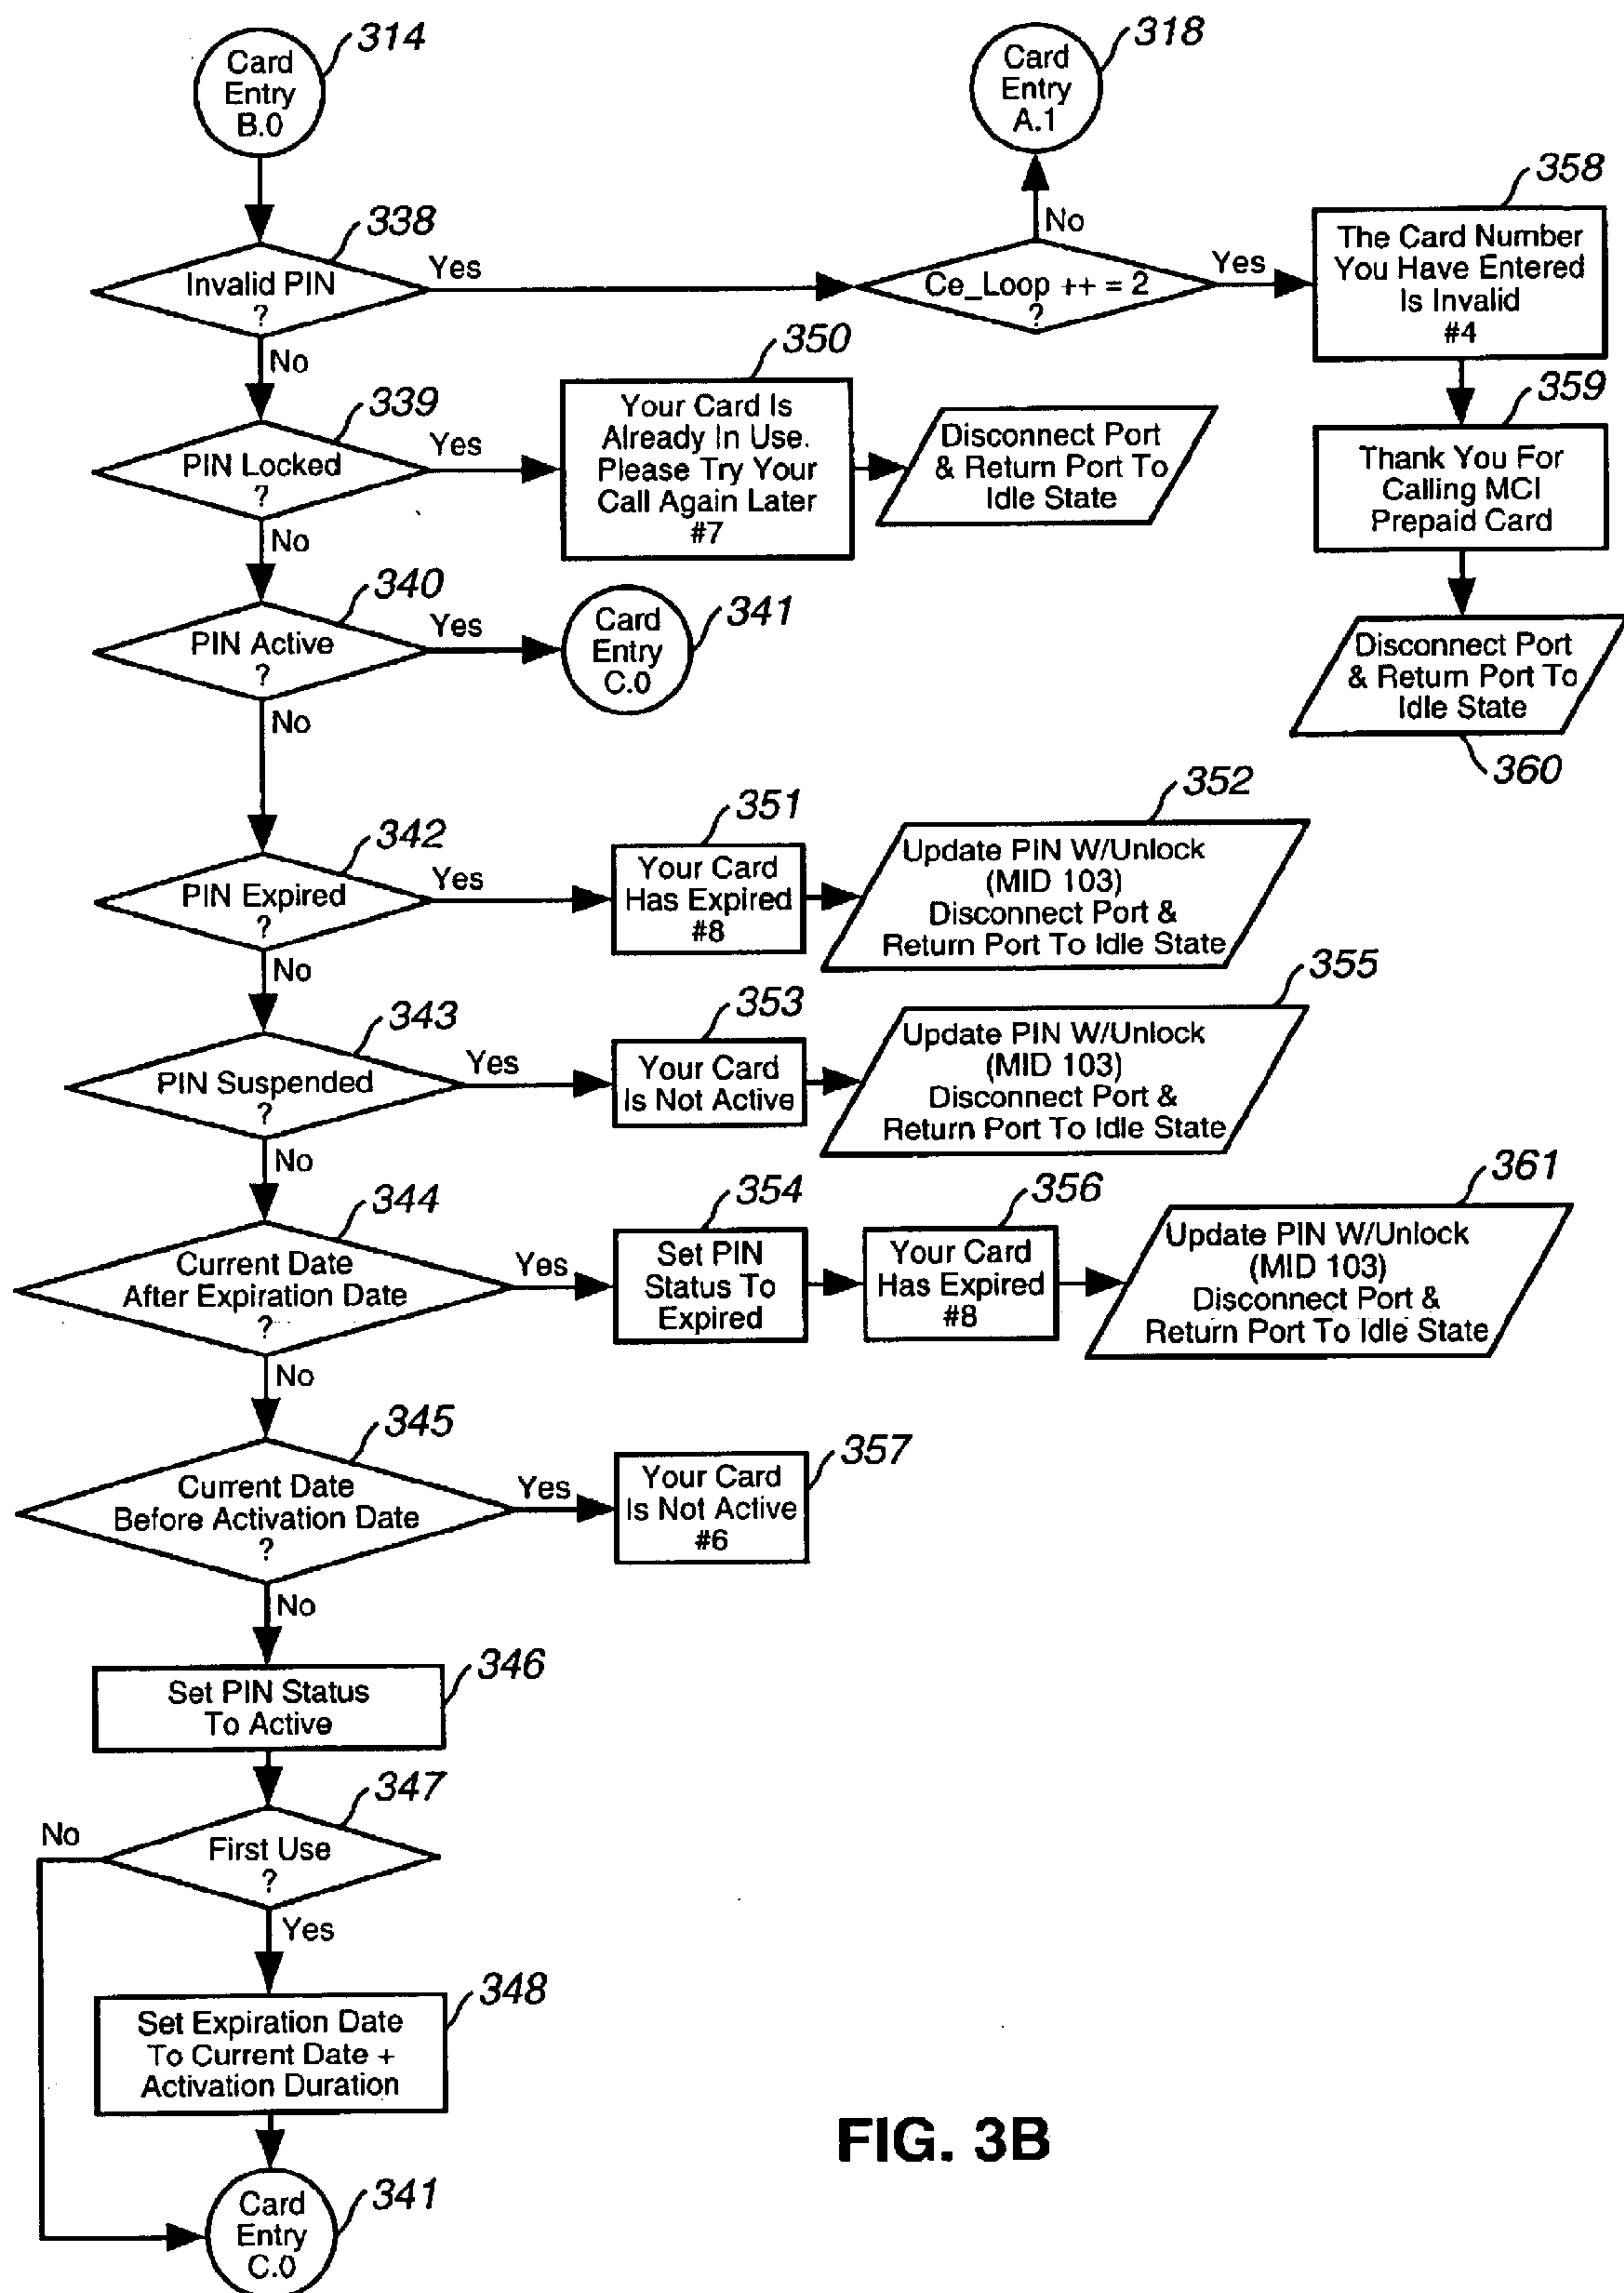 314
Card
Entry
B.0
318
Card
Entry
A.1
338
Invalid PIN
?
Yes
No
Ce_Loop ++ = 2
?
No
Yes
358
The Card Number
You Have Entered
Is Invalid
#4
339
PIN Locked
?
Yes
No
350
Your Card Is
Already In Use.
Please Try Your
Call Again Later
#7
Disconnect Port
& Return Port To
Idle State
359
Thank You For
Calling MCI
Prepaid Card
340
PIN Active
?
Yes
No
Card
Entry
C.0
341
Disconnect Port
& Return Port To
Idle State
360
342
PIN Expired
?
Yes
No
351
Your Card
Has Expired
#8
352
Update PIN W/Unlock
(MID 103)
Disconnect Port &
Return Port To Idle State
343
PIN Suspended
?
Yes
No
353
Your Card
Is Not Active
355
Update PIN W/Unlock
(MID 103)
Disconnect Port &
Return Port To Idle State
344
Current Date
After Expiration Date
?
Yes
No
354
Set PIN
Status To
Expired
356
Your Card
Has Expired
#8
361
Update PIN W/Unlock
(MID 103)
Disconnect Port &
Return Port To Idle State
345
Current Date
Before Activation Date
?
Yes
No
357
Your Card
Is Not Active
#6
346
Set PIN Status
To Active
347
First Use
?
No
Yes
348
Set Expiration Date
To Current Date +
Activation Duration
341
Card
Entry
C.0
FIG. 3B